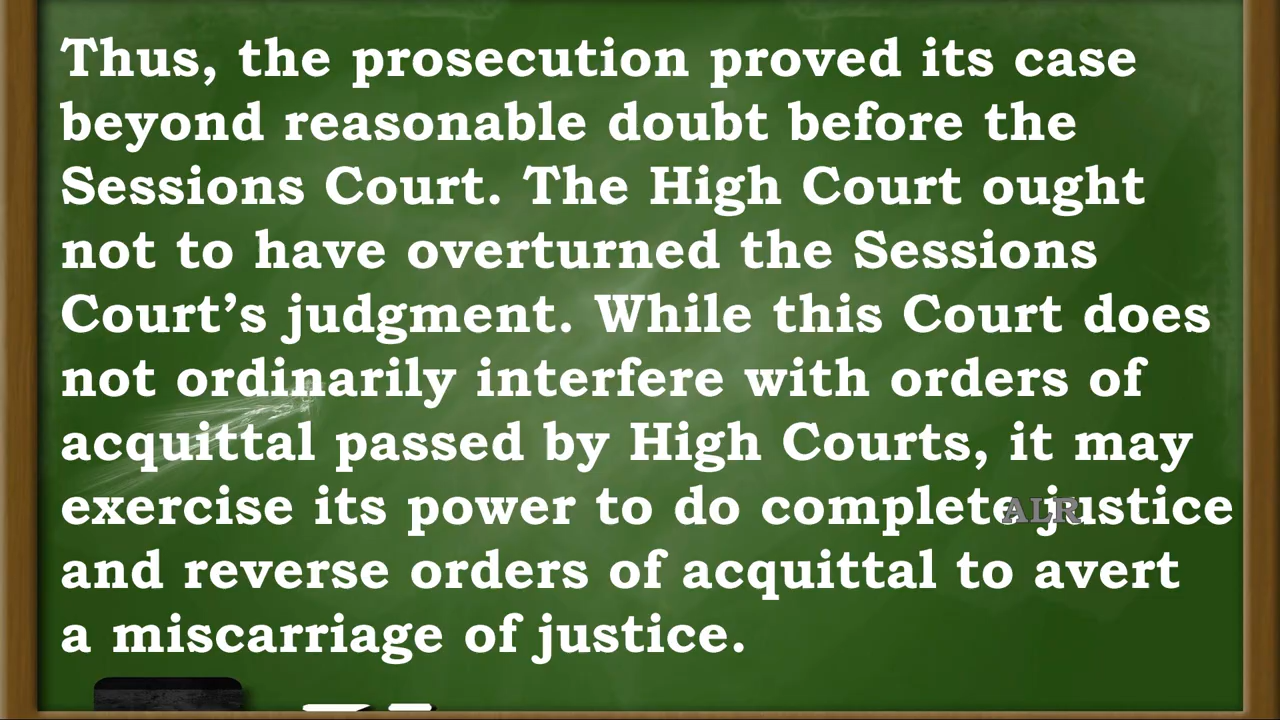 Thus, the prosecution proved its case
beyond reasonable doubt before the
Sessions Court. The High Court ought
not to have overturned the Sessions
Court’s judgment. While this Court does
not ordinarily interfere with orders of
acquittal passed by High Courts, it may
exercise its power to do complete justice
ALR
and reverse orders of acquittal to avert
a miscarriage of justice.